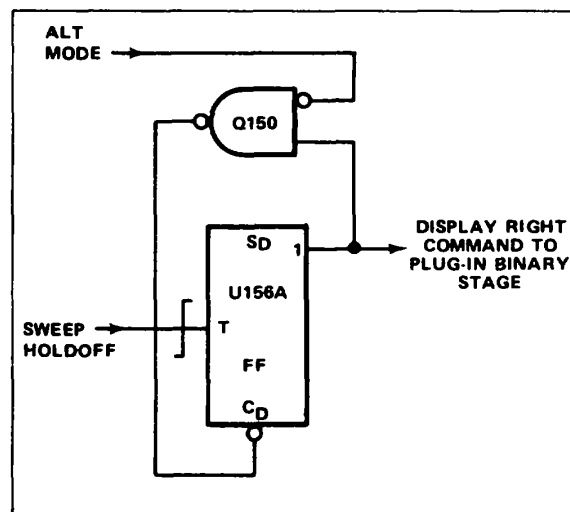 ALT
MODE
Q150
SD
1
DISPLAY RIGHT
COMMAND TO
PLUG-IN BINARY
STAGE
U156A
SWEEP
HOLDOFF
T
FF
CD